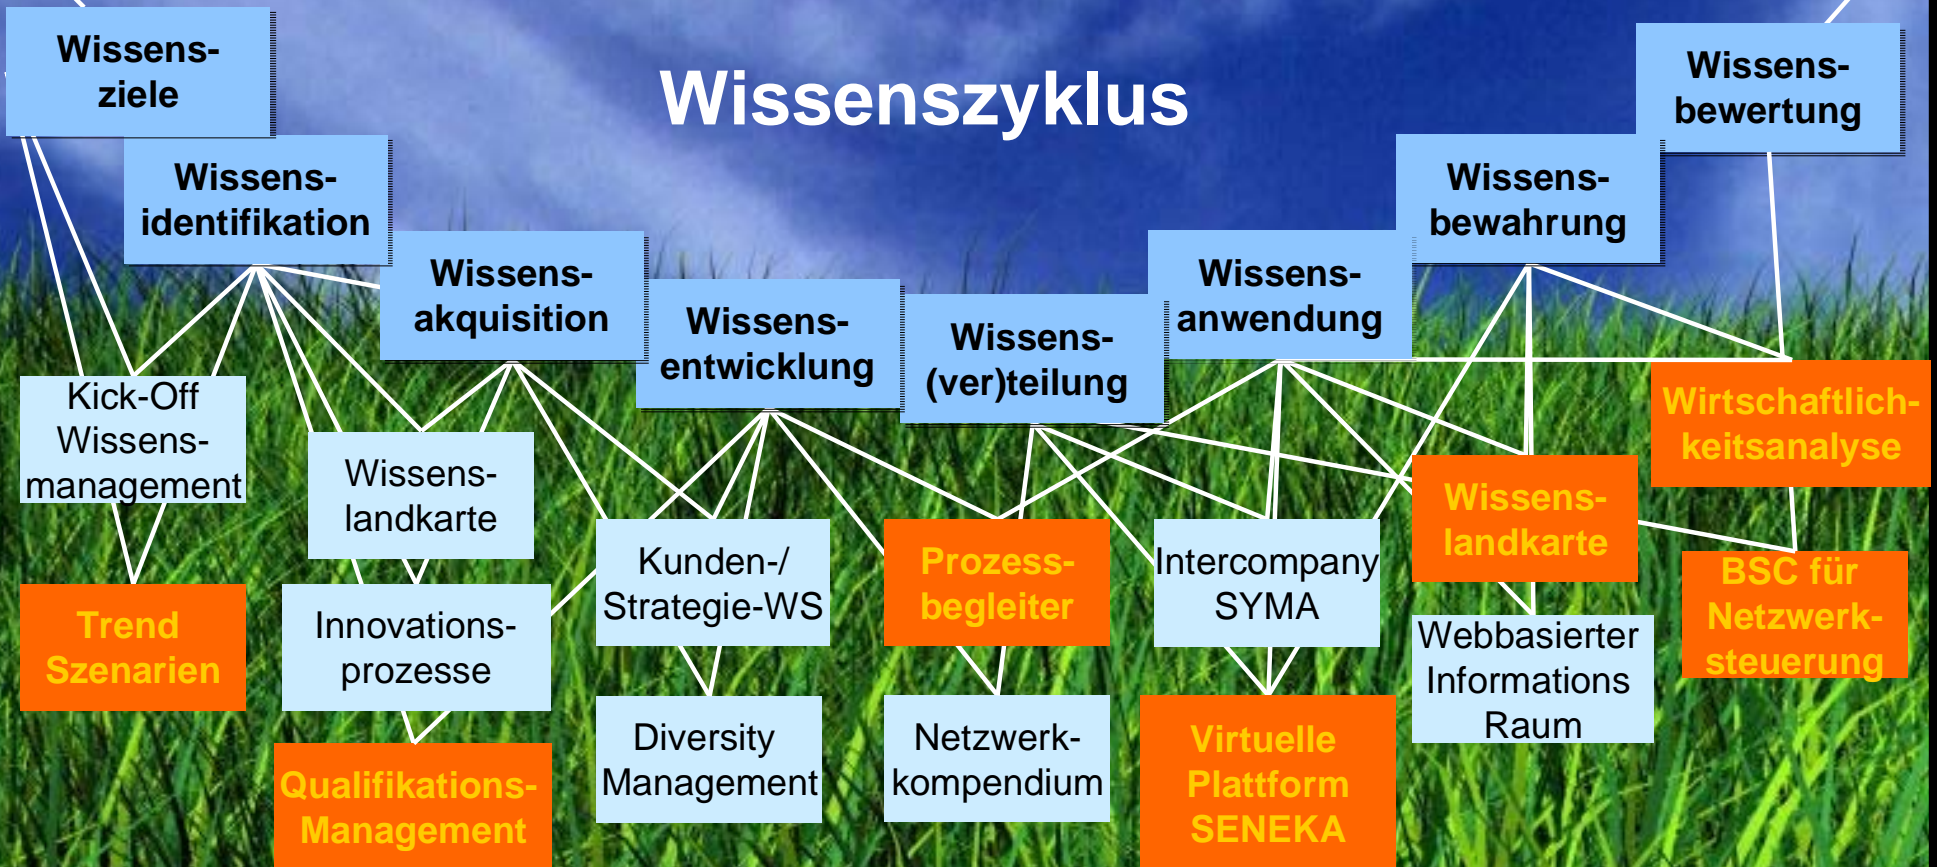 Wissenszyklus
Wissens-
ziele
Wissens-
identifikation
Wissens-
akquisition
Wissens-
entwicklung
Wissens-
(ver)teilung
Wissens-
anwendung
Wissens-
bewahrung
Wissens-
bewertung
Kick-Off
Wissens-
management
Trend
Szenarien
Wissens-
landkarte
Innovations-
prozesse
Qualifikations-
Management
Kunden-/
Strategie-WS
Diversity
Management
Prozess-
begleiter
Netzwerk-
kompendium
Intercompany
SYMA
Virtuelle
Plattform
SENEKA
Wissens-
landkarte
Webbasierter
Informations
Raum
Wirtschaftlich-
keitsanalyse
BSC für
Netzwerk-
steuerung